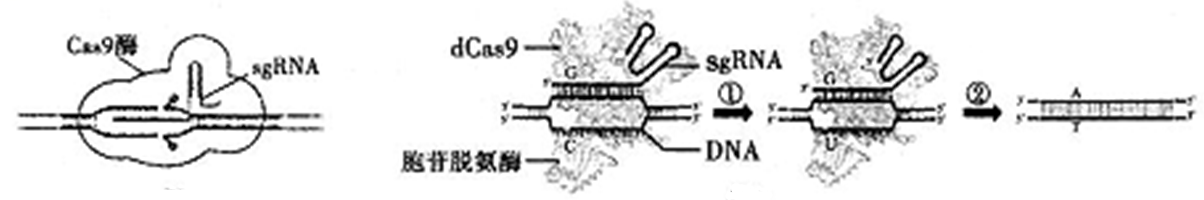 Cas9酶
sgRNA
dCas9
sgRNA
G
C
胞苷脱氨酶
DNA
①
G
U
②
A
T